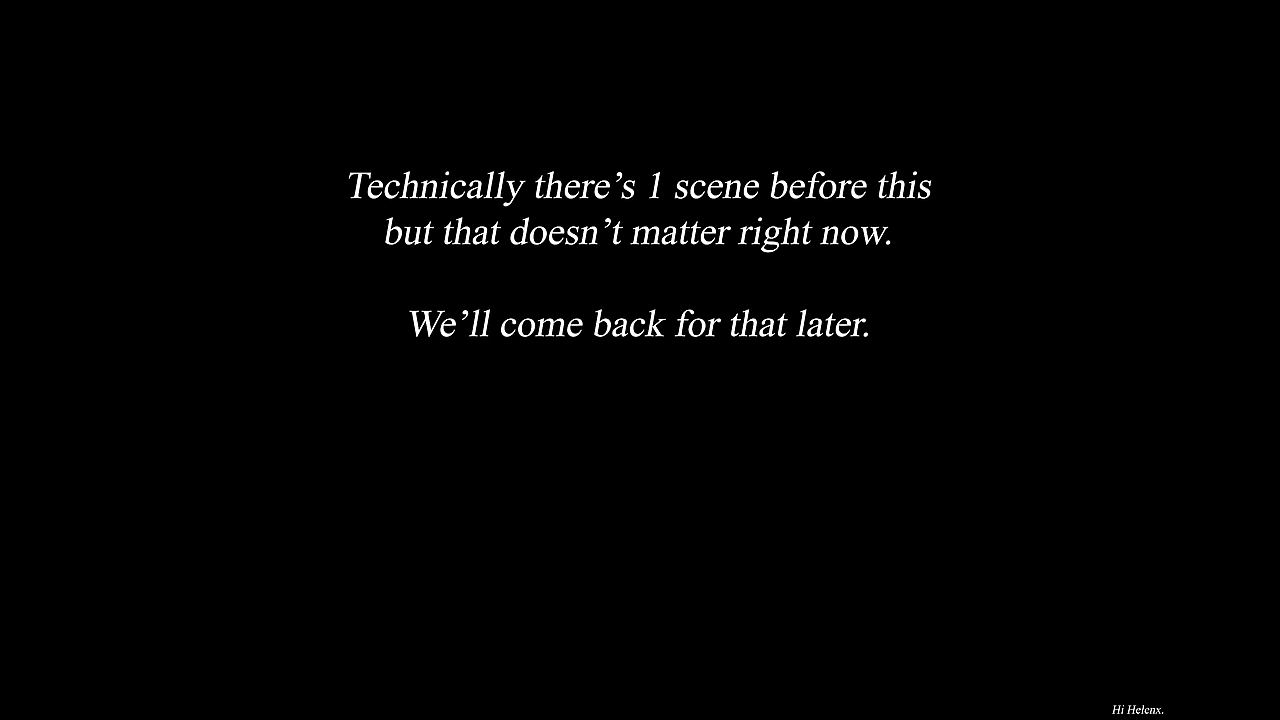 Technically there’s 1 scene before this
but that doesn’t matter right now.
We’ll come back for that later.
Hi Helenx.